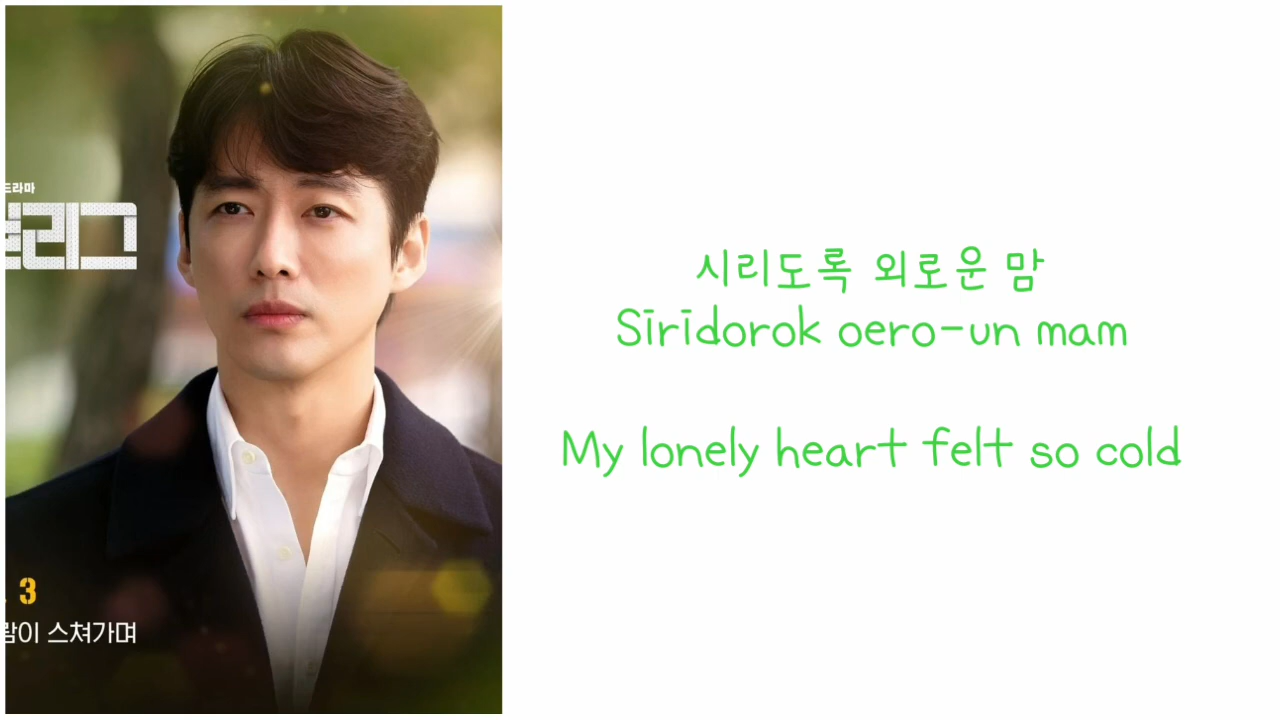 드라마
리그
. 3
람이 스쳐가며
시리도록 외로운 맘
Siridorok oero-un mam
My lonely heart felt so cold